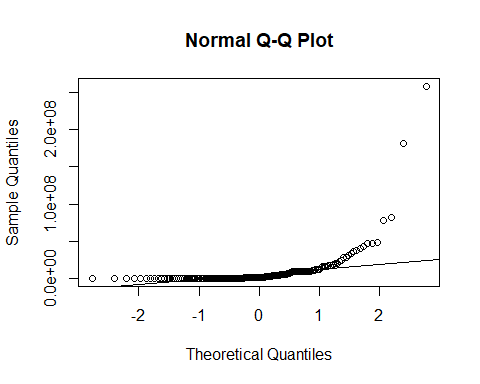 Normal Q-Q Plot
Sample Quantiles
2.0e+08
1.0e+08
0.0e+00
-2 -1 0 1 2
Theoretical Quantiles